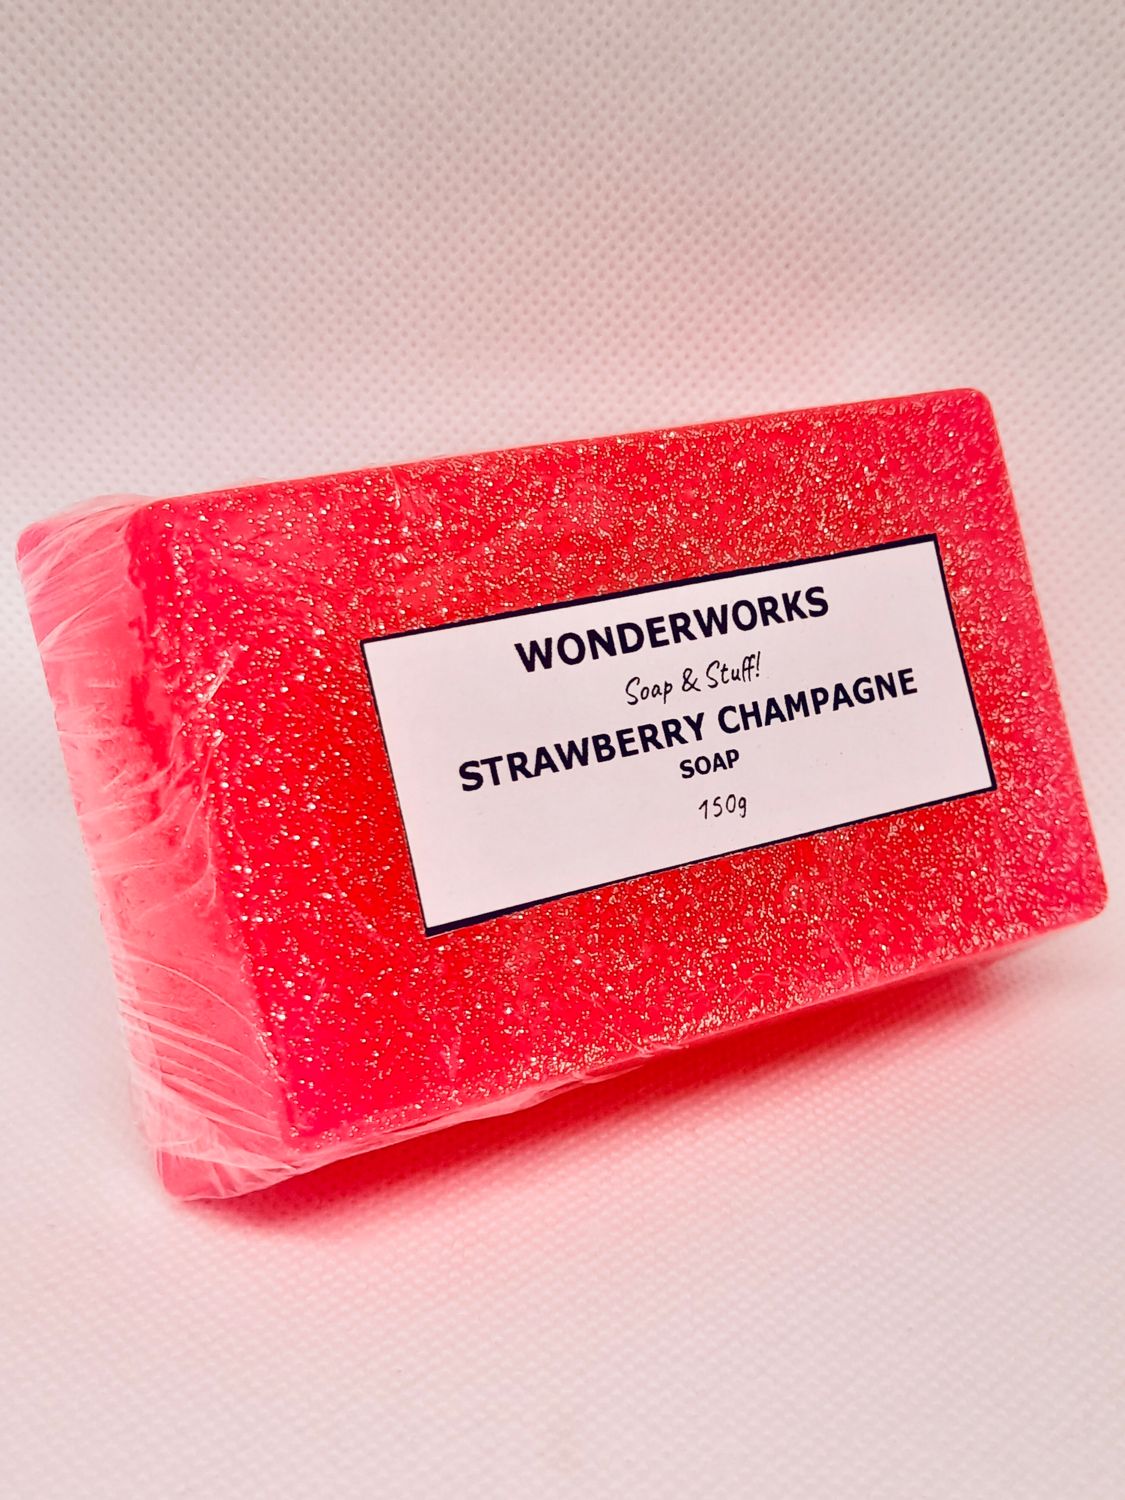 WONDERWORKS
Soap & Stuff!
STRAWBERRY CHAMPAGNE
SOAP
150g